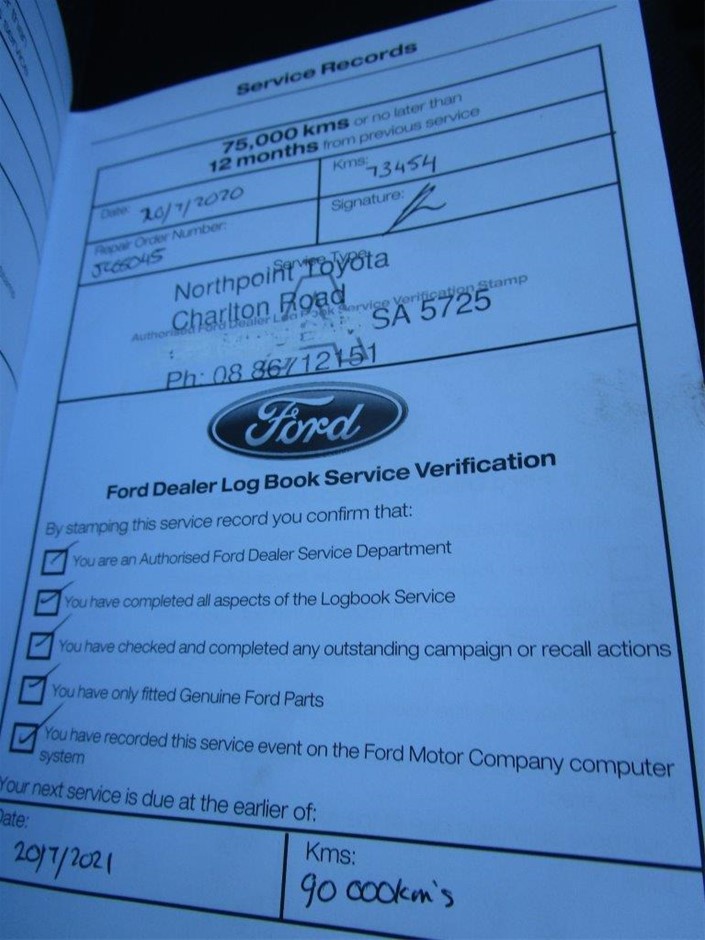 Service Records
75,000 kms or no later than
12 months from previous service
Date: 20/7/2020
Kms: 73454
Repair Order Number:
Signature:
Service Type
Northpoint Toyota
Charlton Road
Authorised Ford Dealer Log Book Service Verification Stamp
SA 5725
Ph: 08 86712151
Ford
Ford Dealer Log Book Service Verification
By stamping this service record you confirm that:
You are an Authorised Ford Dealer Service Department
You have completed all aspects of the Logbook Service
You have checked and completed any outstanding campaign or recall actions
You have only fitted Genuine Ford Parts
You have recorded this service event on the Ford Motor Company computer
system
Your next service is due at the earlier of:
Date:
20/7/2021
Kms:
90 000km's